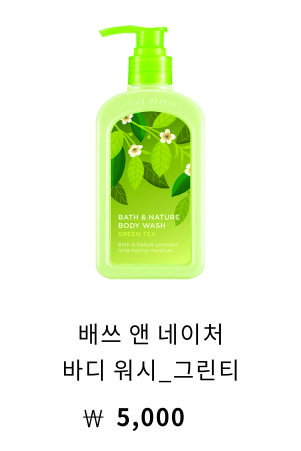 BATH & NATURE
BODY WASH
GREEN TEA
배쓰 앤 네이처
바디 워시_그린티
₩ 5,000